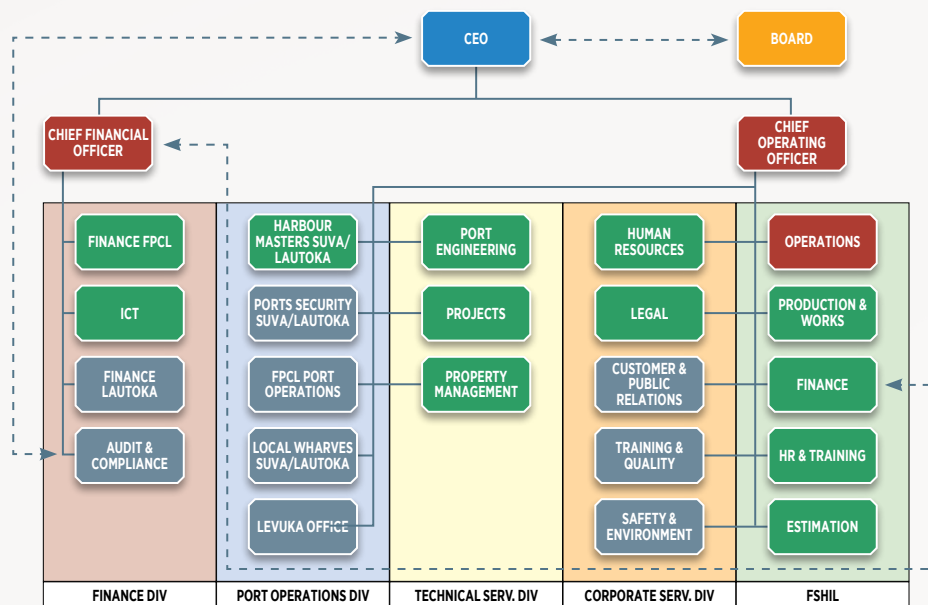 CEO
BOARD
CHIEF FINANCIAL
OFFICER
CHIEF
OPERATING
OFFICER
FINANCE FPCL
ICT
FINANCE
LAUTOKA
AUDIT &
COMPLIANCE
HARBOUR
MASTERS SUVA/
LAUTOKA
PORTS SECURITY
SUVA/LAUTOKA
FPCL PORT
OPERATIONS
LOCAL WHARVES
SUVA/LAUTOKA
LEVUKA OFFICE
PORT
ENGINEERING
PROJECTS
PROPERTY
MANAGEMENT
HUMAN
RESOURCES
LEGAL
CUSTOMER &
PUBLIC
RELATIONS
TRAINING &
QUALITY
SAFETY &
ENVIRONMENT
OPERATIONS
PRODUCTION &
WORKS
FINANCE
HR & TRAINING
ESTIMATION
FINANCE DIV
PORT OPERATIONS DIV
TECHNICAL SERV. DIV
CORPORATE SERV. DIV
FSHIL